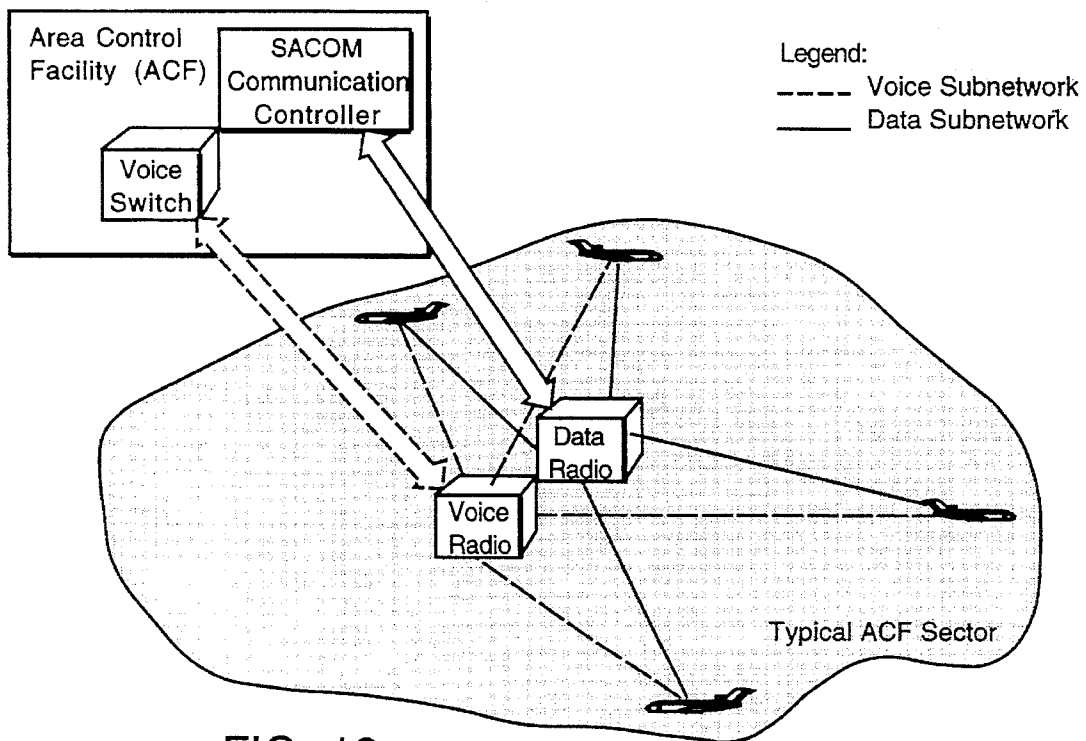 Area Control
Facility (ACF)
SACOM
Communication
Controller
Voice
Switch
Legend:
Voice Subnetwork
Data Subnetwork
Data
Radio
Voice
Radio
Typical ACF Sector